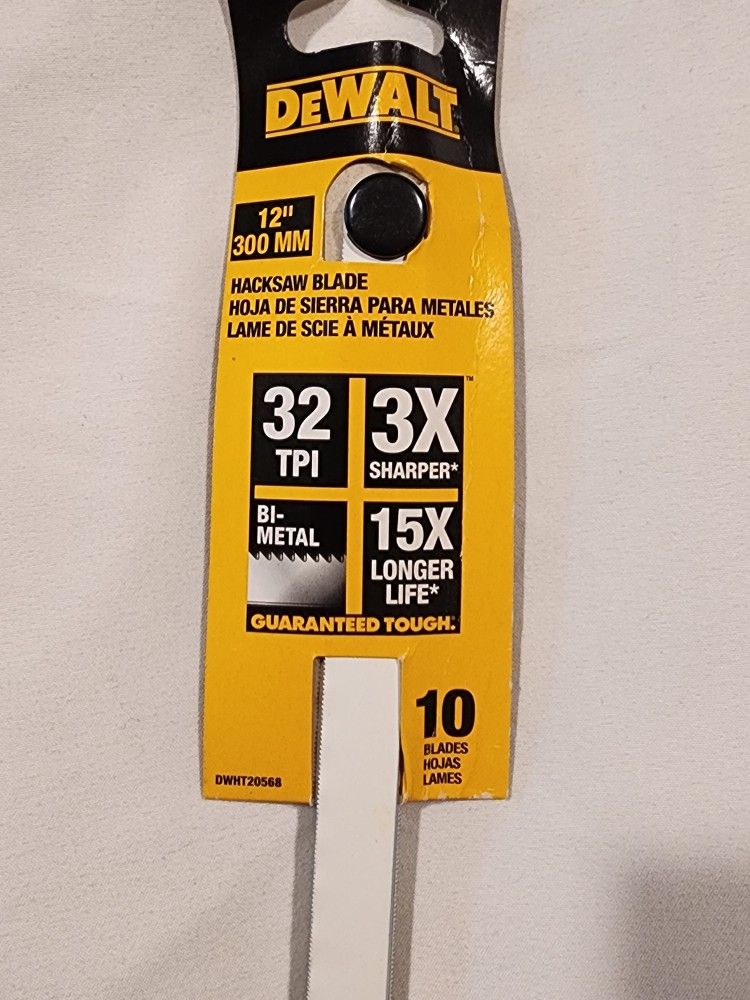 DEWALT
12"
300 MM
HACKSAW BLADE
HOJA DE SIERRA PARA METALES
LAME DE SCIE À MÉTAUX
32
TPI
3X
SHARPER*
™
BI-
METAL
15X
LONGER
LIFE*
GUARANTEED TOUGH.
10
BLADES
HOJAS
LAMES
DWHT20568